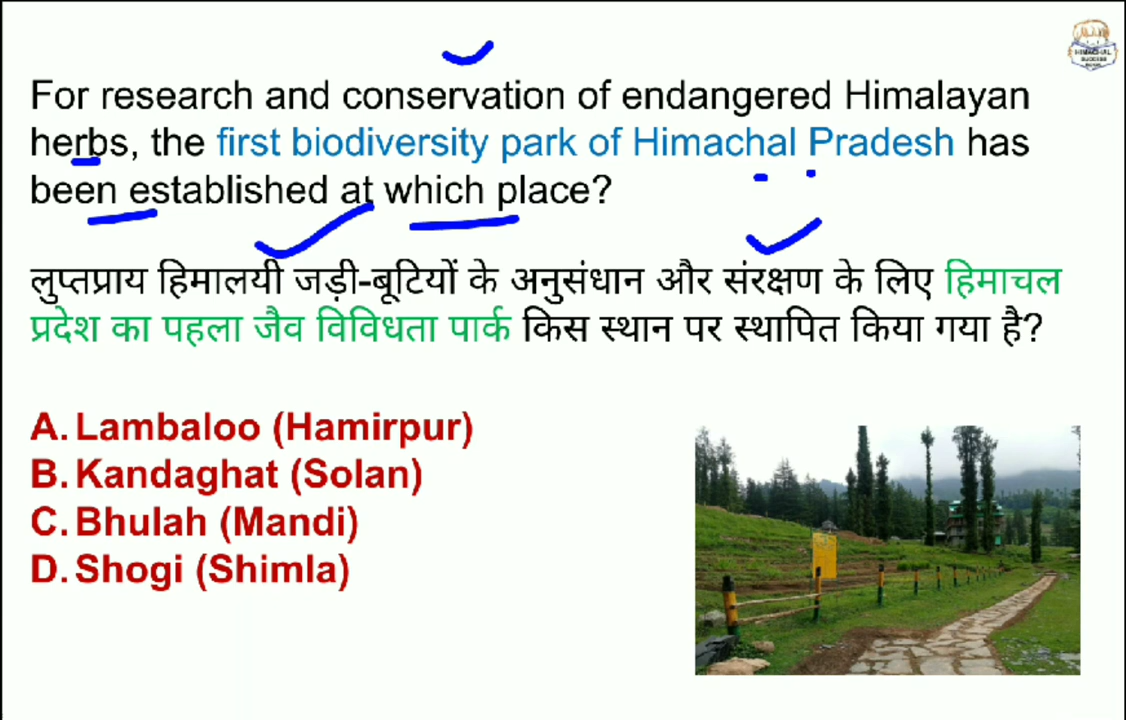 For research and conservation of endangered Himalayan
herbs, the first biodiversity park of Himachal Pradesh has
been established at which place?
लुप्तप्राय हिमालयी जड़ी-बूटियों के अनुसंधान और संरक्षण के लिए हिमाचल
प्रदेश का पहला जैव विविधता पार्क किस स्थान पर स्थापित किया गया है?
A. Lambaloo (Hamirpur)
B. Kandaghat (Solan)
C. Bhulah (Mandi)
D. Shogi (Shimla)
HIMACHAL
SUCCESS